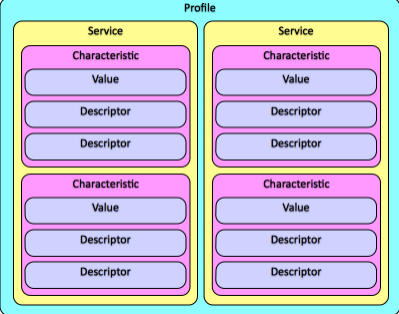 Profile
Service
Characteristic
Value
Descriptor
Descriptor
Characteristic
Value
Descriptor
Descriptor
Service
Characteristic
Value
Descriptor
Descriptor
Characteristic
Value
Descriptor
Descriptor